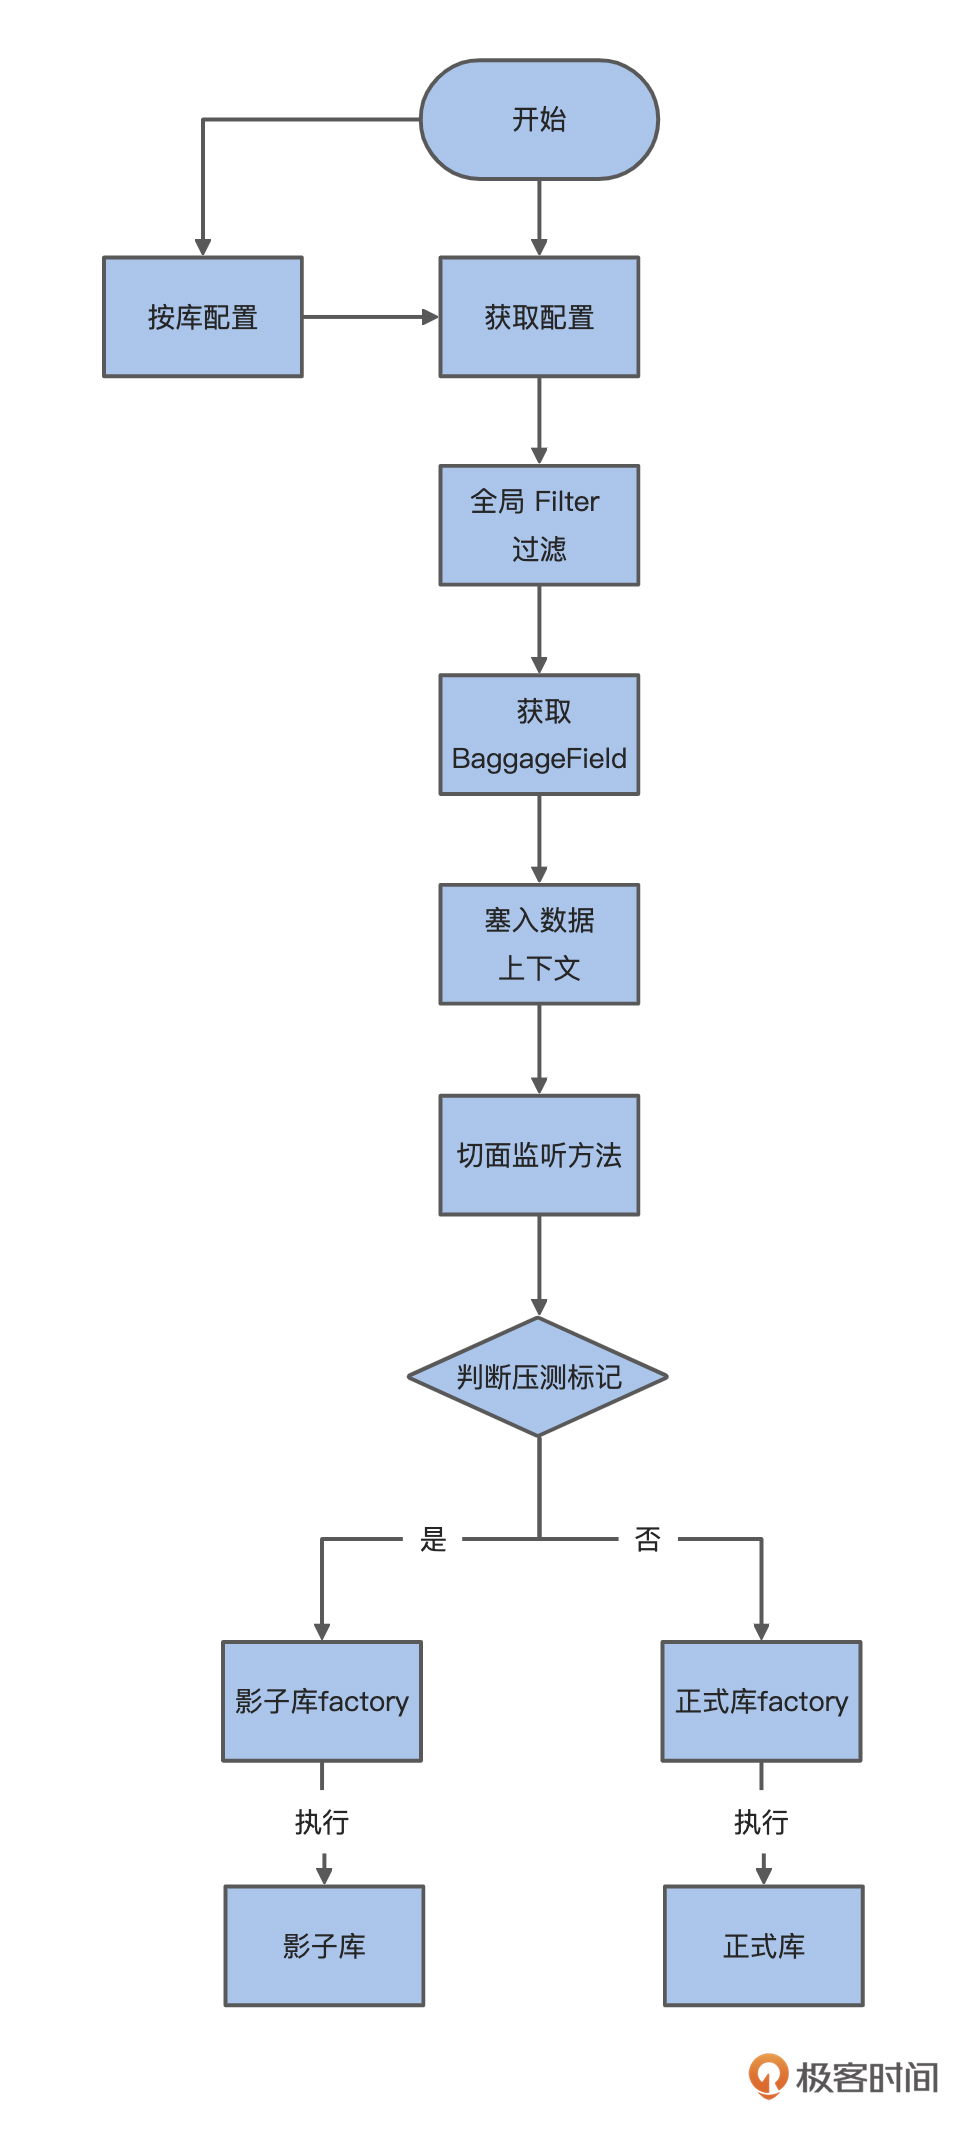 开始
按库配置
获取配置
全局 Filter
过滤
获取
BaggageField
塞入数据
上下文
切面监听方法
判断压测标记
是
否
影子库factory
正式库factory
执行
执行
影子库
正式库
极客时间